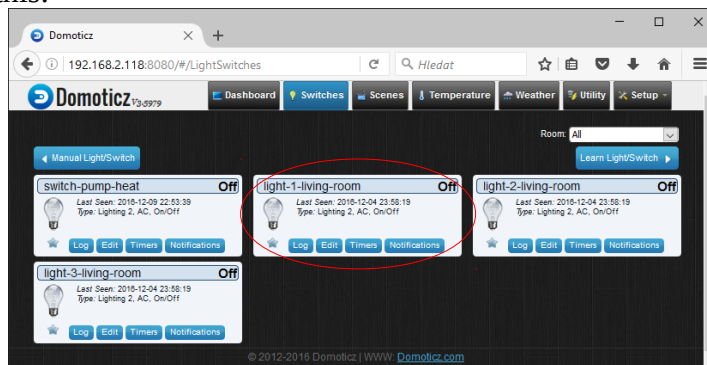 Domoticz
192.168.2.118:8080/#/LightSwitches
Hledat
Domoticz V3.5979
Dashboard Switches Scenes Temperature Weather Utility Setup
Room: All
Manual Light/Switch Learn Light/Switch
switch-pump-heat Off
Last Seen: 2016-12-09 22:53:39
Type: Lighting 2, AC, On/Off
Log Edit Timers Notifications
light-1-living-room Off
Last Seen: 2016-12-04 23:58:19
Type: Lighting 2, AC, On/Off
Log Edit Timers Notifications
light-2-living-room Off
Last Seen: 2016-12-04 23:58:19
Type: Lighting 2, AC, On/Off
Log Edit Timers Notifications
light-3-living-room Off
Last Seen: 2016-12-04 23:58:19
Type: Lighting 2, AC, On/Off
Log Edit Timers Notifications
© 2012-2016 Domoticz | WWW: Domoticz.com